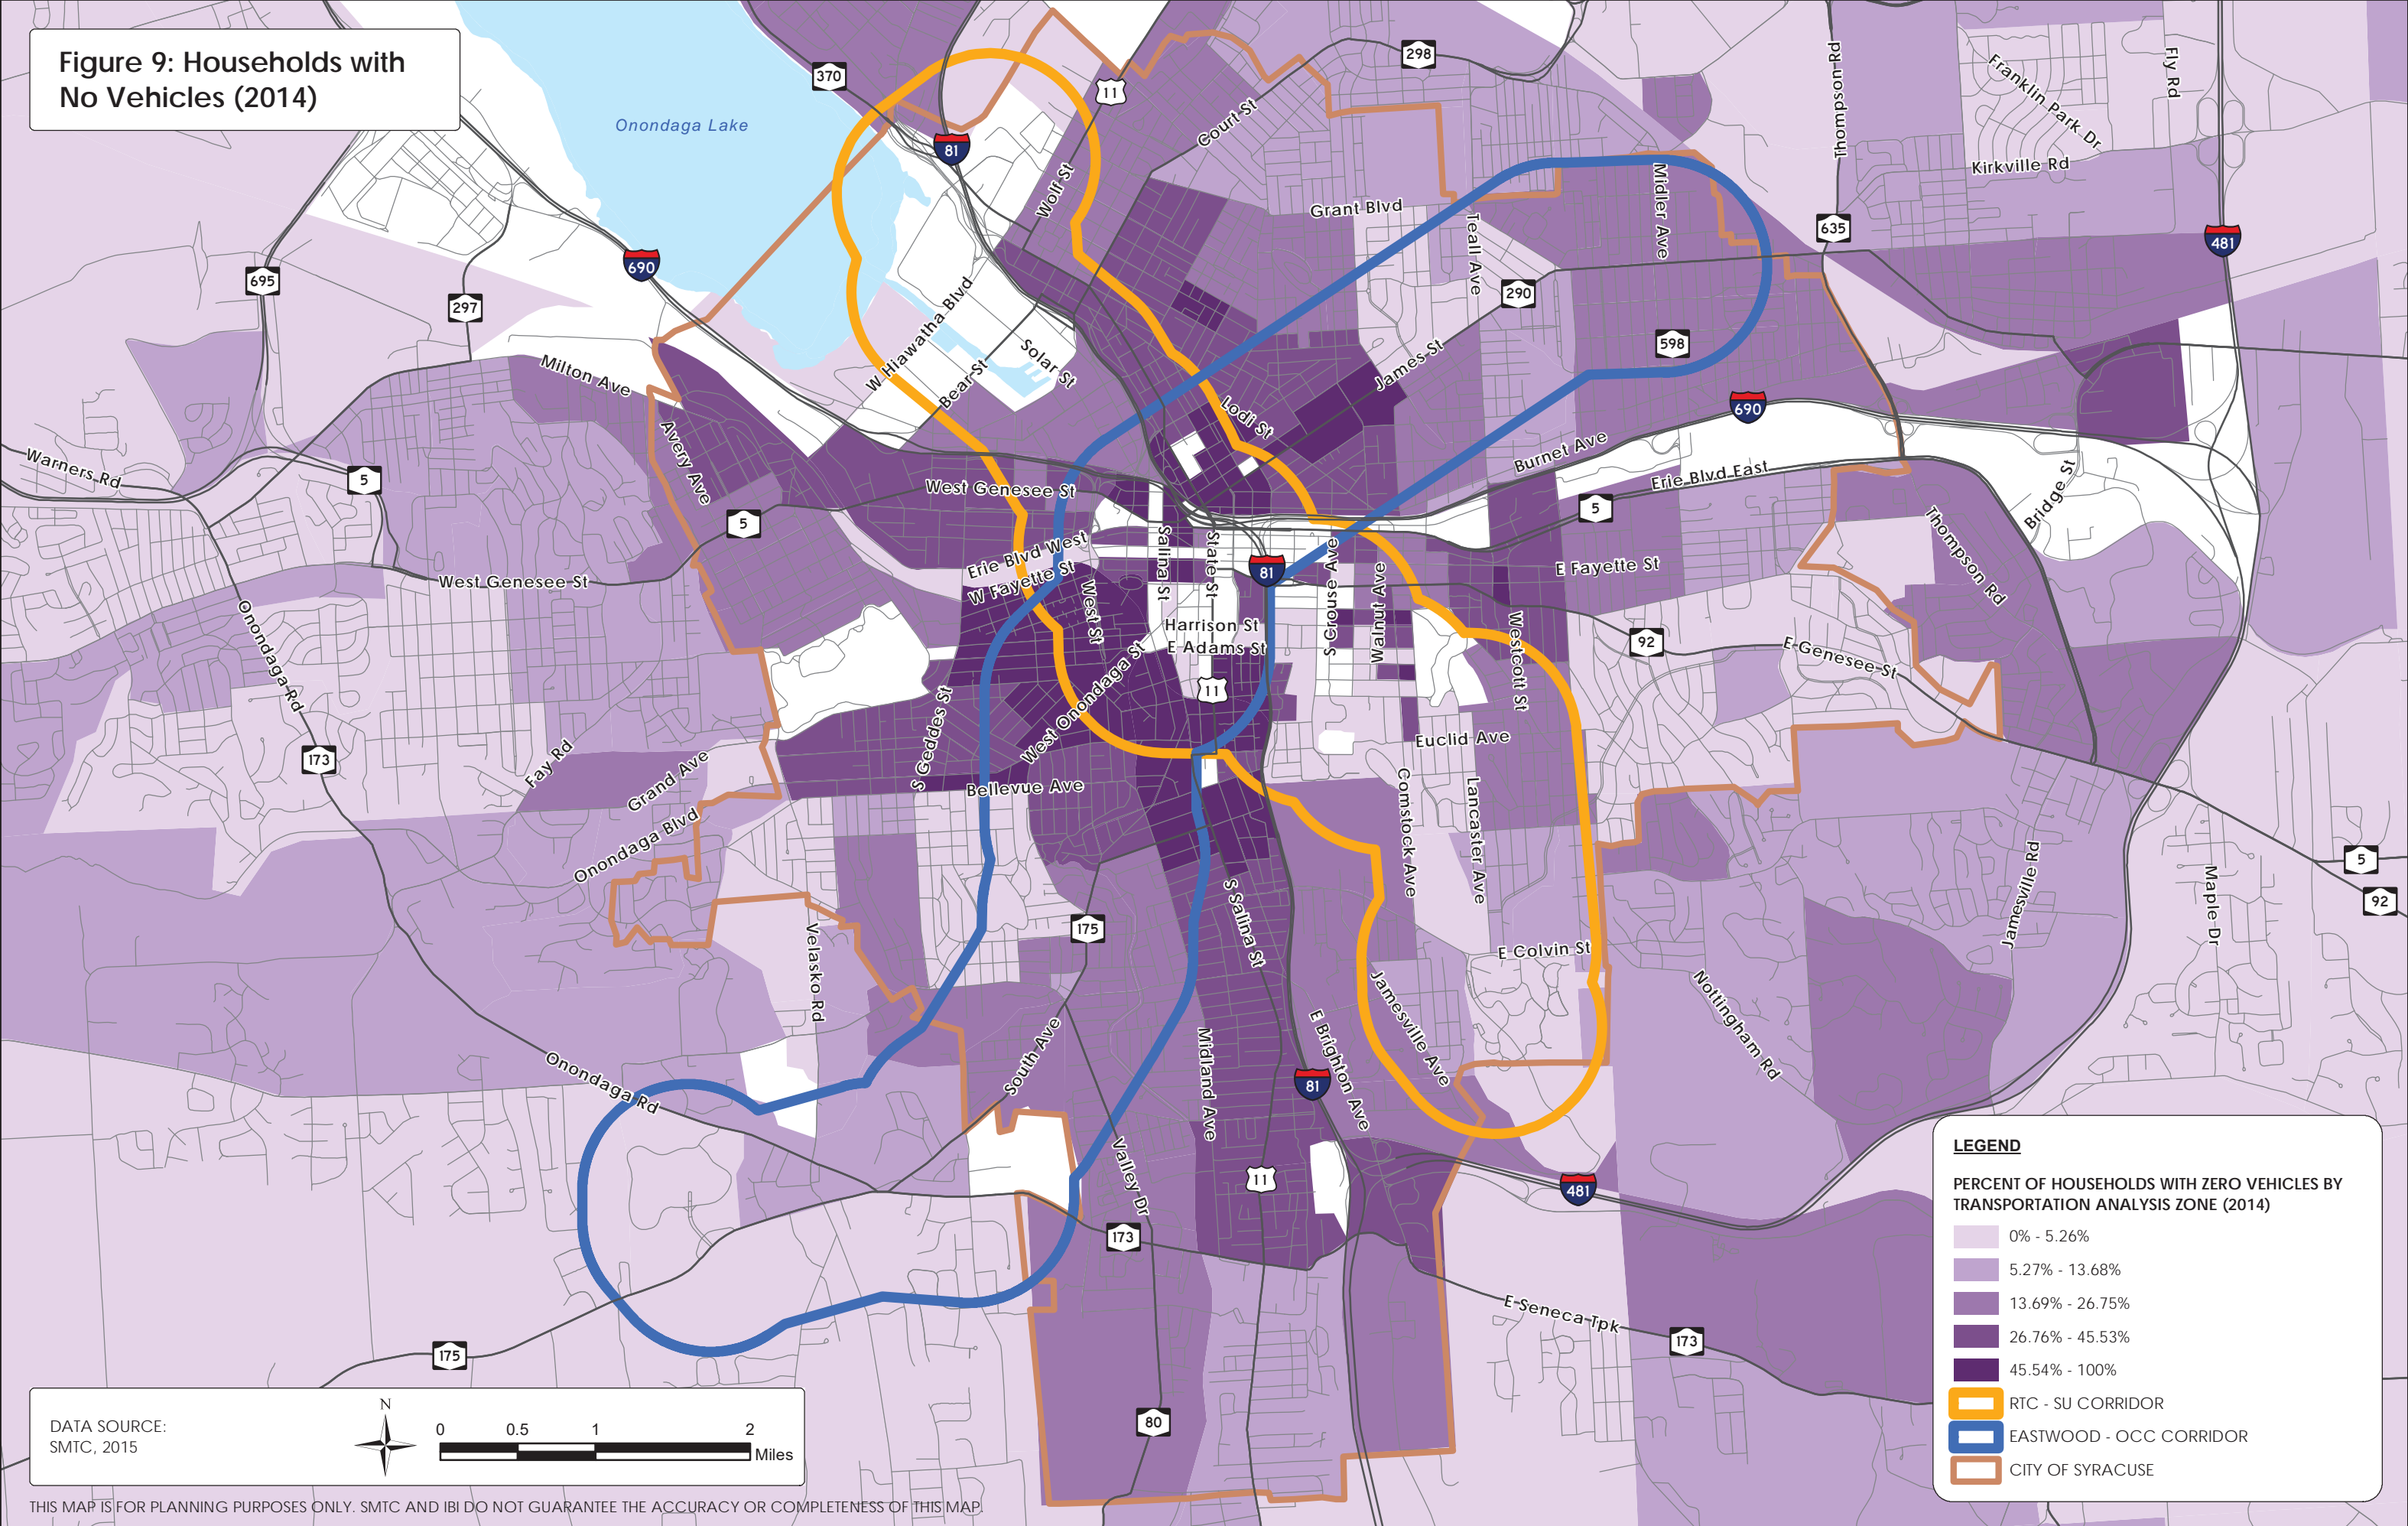 Figure 9: Households with
No Vehicles (2014)
Onondaga Lake
370
81
11
298
Court St
Wolf St
Thompson Rd
Franklin Park Dr
Fly Rd
Kirkville Rd
Grant Blvd
Teall Ave
Midler Ave
635
481
690
695
297
290
598
W Hiawatha Blvd
Bear St
Solar St
James St
Lodi St
Milton Ave
Avery Ave
690
Burnet Ave
Erie Blvd East
Bridge St
Thompson Rd
Warners Rd
5
5
5
West Genesee St
West Genesee St
Erie Blvd West
W Fayette St
West St
Salina St
State St
81
S Crouse Ave
Walnut Ave
E Fayette St
Westcott St
92
E Genesee St
Harrison St
E Adams St
11
West Onondaga St
Onondaga Rd
173
Fay Rd
Grand Ave
Onondaga Blvd
S Geddes St
Bellevue Ave
Euclid Ave
Comstock Ave
Lancaster Ave
Velasko Rd
175
S Salina St
E Colvin St
Jamesville Ave
Nottingham Rd
Jamesville Rd
Maple Dr
5
92
Onondaga Rd
South Ave
Midland Ave
E Brighton Ave
81
Valley Dr
11
173
481
E Seneca Tpk
173
175
80
LEGEND
PERCENT OF HOUSEHOLDS WITH ZERO VEHICLES BY
TRANSPORTATION ANALYSIS ZONE (2014)
0% - 5.26%
5.27% - 13.68%
13.69% - 26.75%
26.76% - 45.53%
45.54% - 100%
RTC - SU CORRIDOR
EASTWOOD - OCC CORRIDOR
CITY OF SYRACUSE
DATA SOURCE:
SMTC, 2015
N
0 0.5 1 2
Miles
THIS MAP IS FOR PLANNING PURPOSES ONLY. SMTC AND IBI DO NOT GUARANTEE THE ACCURACY OR COMPLETENESS OF THIS MAP.